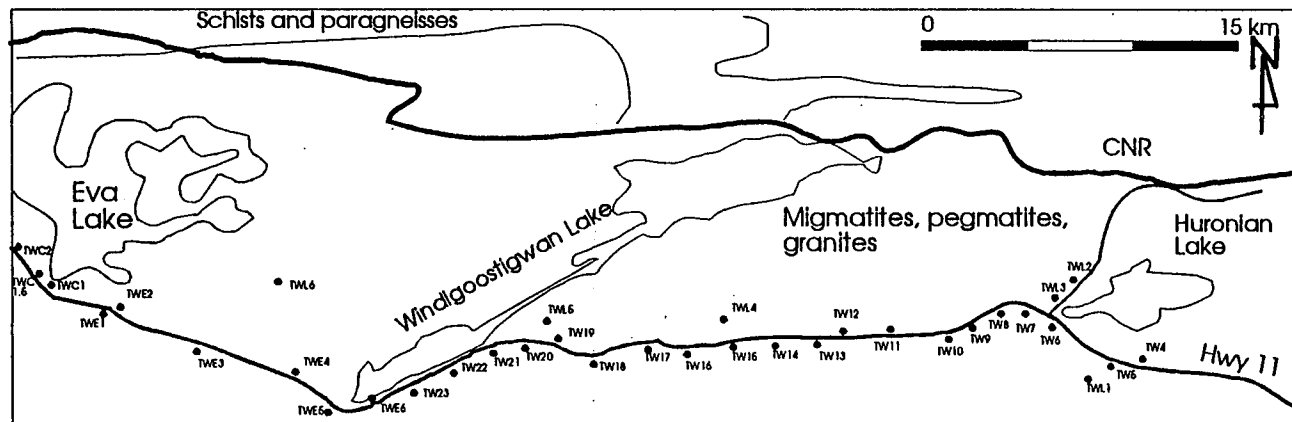 Schists and paragneisses
0 15 km
N
CNR
Eva
Lake
Windigoostigwan Lake
Migmatites, pegmatites,
granites
Huronian
Lake
Hwy 11
TWC2
TWC
1.5
TWC1
TWE2
TWE1
TWL6
TWE3
TWE4
TWE5
TWE6
TW23
TW22
TW21
TW20
TWL5
TW19
TW18
TW17
TW16
TWL4
TW15
TW14
TW13
TW12
TW11
TW10
TW9
TW8
TW7
TW6
TWL3
TWL2
TW4
TW5
TWL1